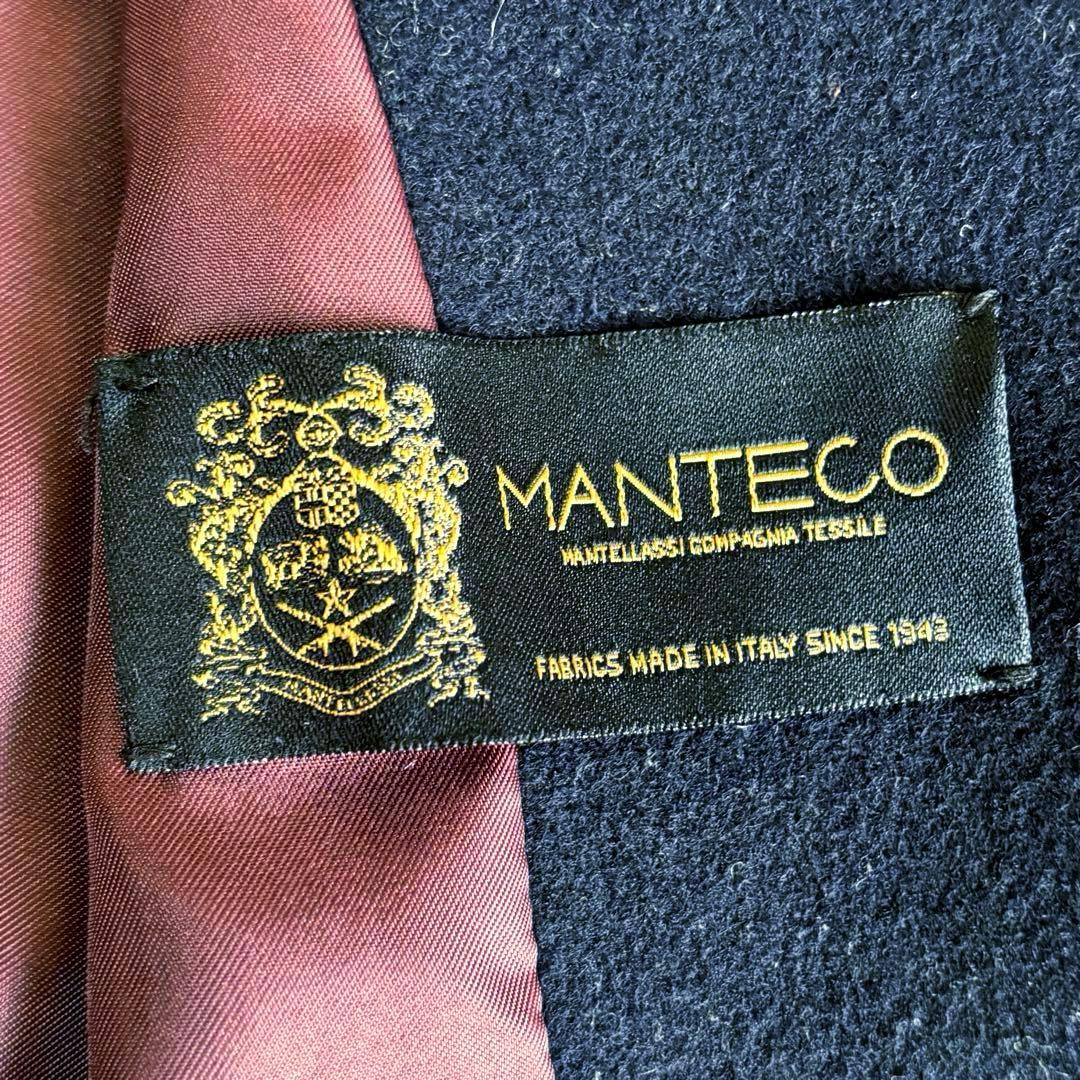 MANTECO
MANTELLASSI COMPAGNIA TESSILE
FABRICS MADE IN ITALY SINCE 1943